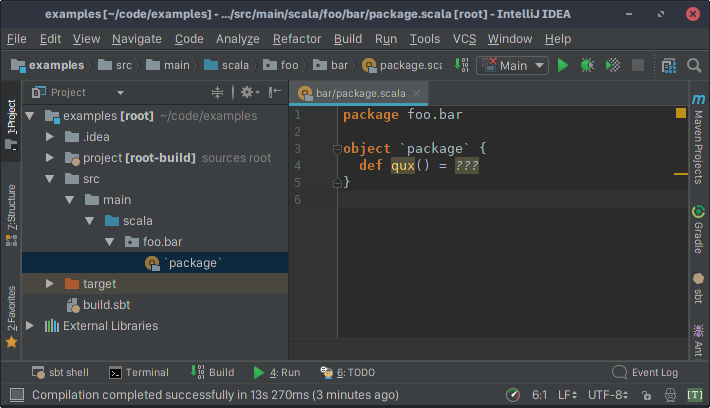 examples [~/code/examples] - .../src/main/scala/foo/bar/package.scala [root] - IntelliJ IDEA
File Edit View Navigate Code Analyze Refactor Build Run Tools VCS Window Help
examples src main scala foo bar package.sc Main
1: Project
Project
bar/package.scala
examples [root] ~/code/examples
.idea
project [root-build] sources root
src
main
scala
foo.bar
`package`
target
build.sbt
External Libraries
Z: Structure
2: Favorites
1 package foo.bar
2
3 object `package` {
4 def qux() = ???
5 }
6
Maven Projects
Gradle
sbt
Ant
sbt shell Terminal Build 4: Run 6: TODO Event Log
Compilation completed successfully in 13s 270ms (3 minutes ago) 6:1 LF UTF-8 [T]